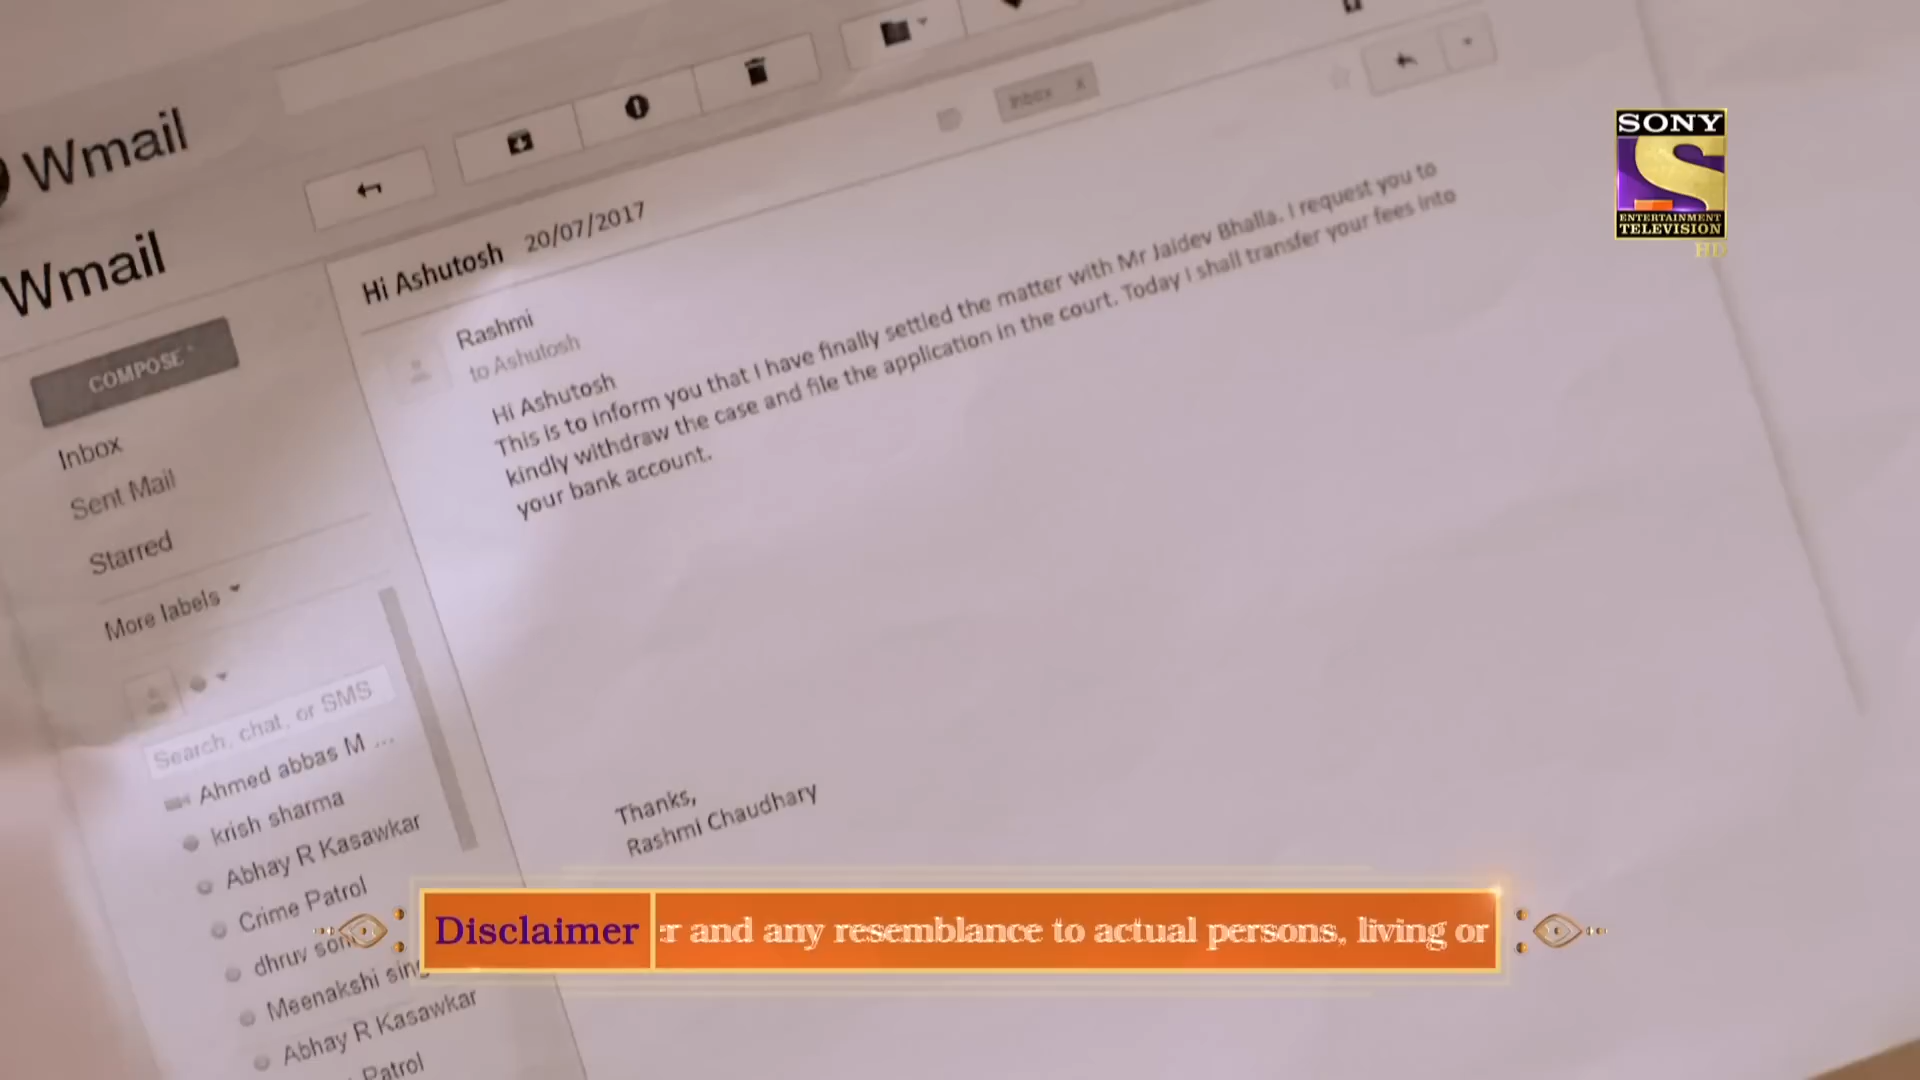 Wmail
Wmail
COMPOSE
Inbox
Sent Mail
Starred
More labels
Search, chat, or SMS
Ahmed abbas M ...
krish sharma
Abhay R Kasawkar
Crime Patrol
dhruv son
Meenakshi sing
Abhay R Kasawkar
Patrol
Inbox x
Hi Ashutosh 20/07/2017
Rashmi
to Ashutosh
Hi Ashutosh
This is to inform you that I have finally settled the matter with Mr Jaidev Bhalla. I request you to
kindly withdraw the case and file the application in the court. Today I shall transfer your fees into
your bank account.
Thanks,
Rashmi Chaudhary
SONY
S
ENTERTAINMENT
TELEVISION
HD
Disclaimer r and any resemblance to actual persons, living or